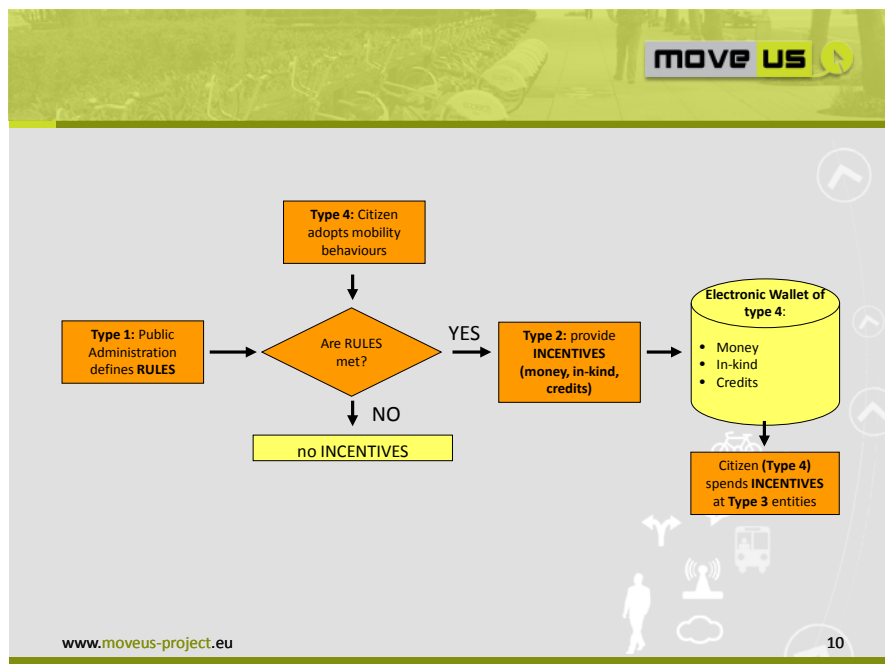 move us
Type 4: Citizen
adopts mobility
behaviours
Type 1: Public
Administration
defines RULES
Are RULES
met?
YES
Type 2: provide
INCENTIVES
(money, in-kind,
credits)
Electronic Wallet of
type 4:
• Money
• In-kind
• Credits
NO
no INCENTIVES
Citizen (Type 4)
spends INCENTIVES
at Type 3 entities
www.moveus-project.eu
10